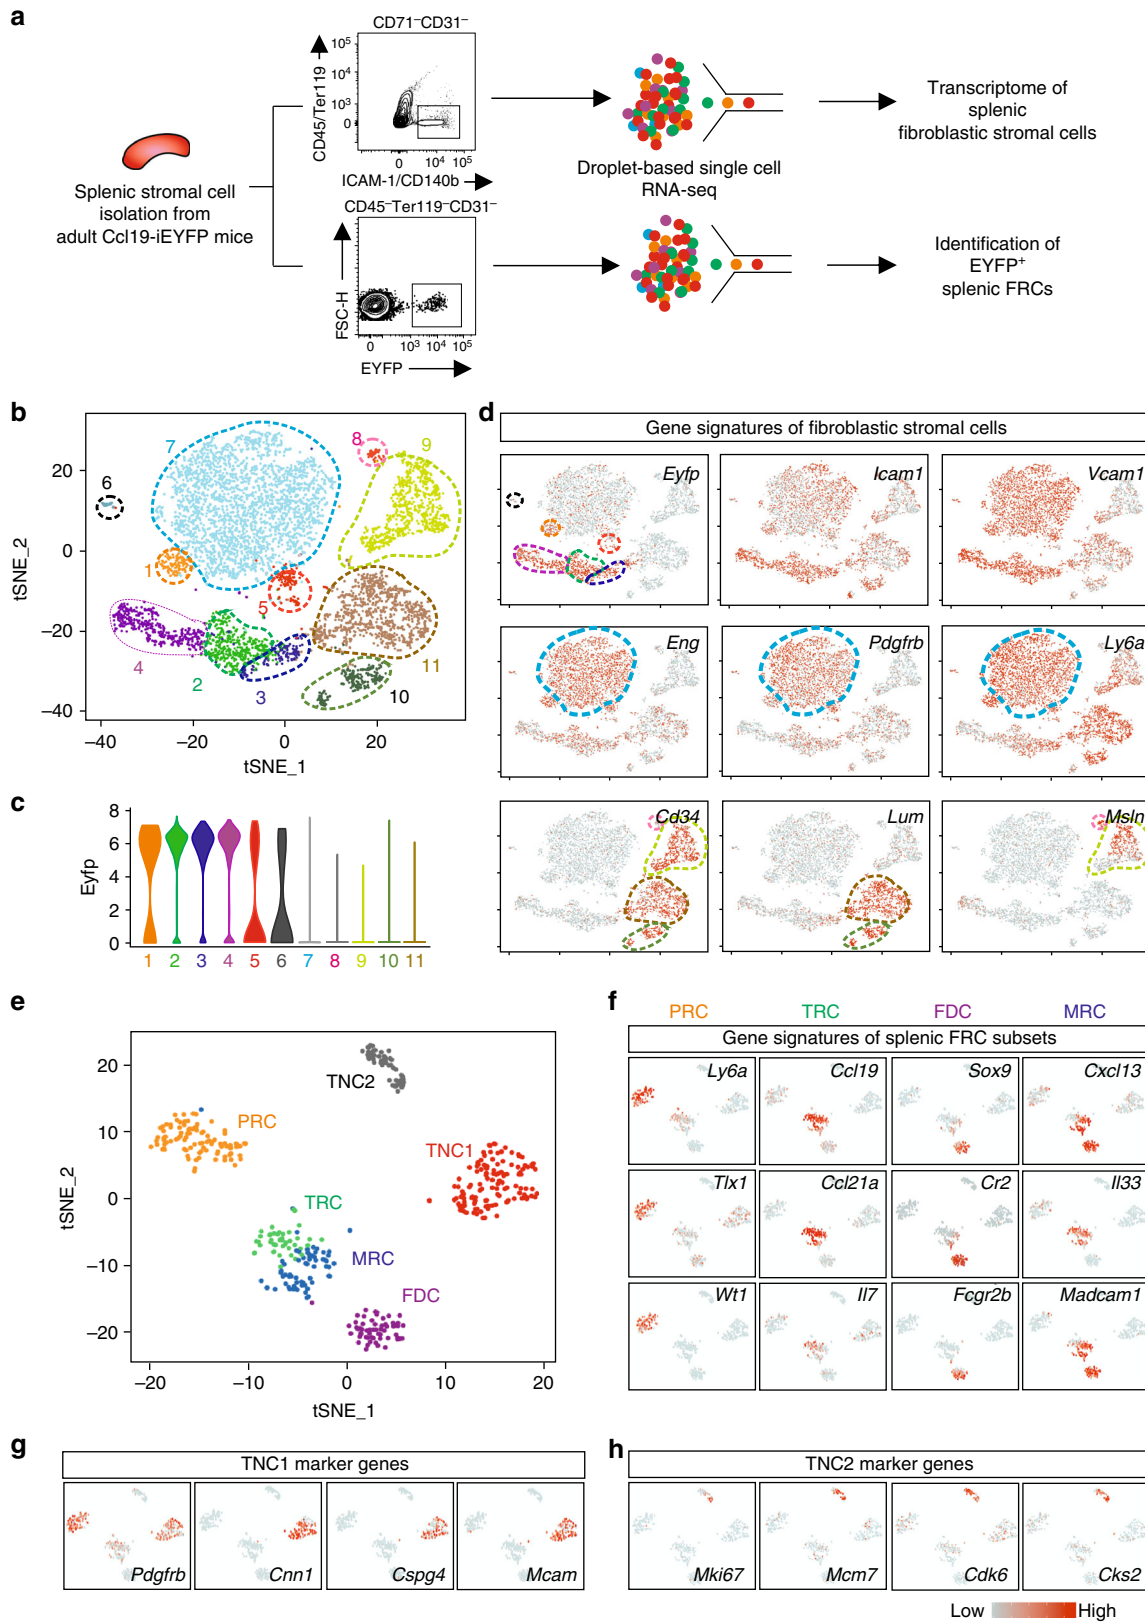 a
CD71⁻CD31⁻
10⁵
10⁴
10³
0
CD45/Ter119
0 10⁴ 10⁵
ICAM-1/CD140b
Splenic stromal cell
isolation from
adult Ccl19-iEYFP mice
CD45⁻Ter119⁻CD31⁻
FSC-H
0 10³ 10⁴ 10⁵
EYFP
Droplet-based single cell
RNA-seq
Transcriptome of
splenic
fibroblastic stromal cells
Identification of
EYFP⁺
splenic FRCs
b
7
8
9
6
1
5
4
2
3
10
11
20
0
−20
−40
tSNE_2
−40 −20 0 20
tSNE_1
c
8
6
4
2
0
Eyfp
1 2 3 4 5 6 7 8 9 10 11
d
Gene signatures of fibroblastic stromal cells
Eyfp
Icam1
Vcam1
Eng
Pdgfrb
Ly6a
Cd34
Lum
Msln
e
20
10
0
−10
−20
tSNE_2
TNC2
PRC
TNC1
TRC
MRC
FDC
−20 −10 0 10 20
tSNE_1
f
PRC TRC FDC MRC
Gene signatures of splenic FRC subsets
Ly6a
Ccl19
Sox9
Cxcl13
Tlx1
Ccl21a
Cr2
Il33
Wt1
Il7
Fcgr2b
Madcam1
g
TNC1 marker genes
Pdgfrb
Cnn1
Cspg4
Mcam
h
TNC2 marker genes
Mki67
Mcm7
Cdk6
Cks2
Low High